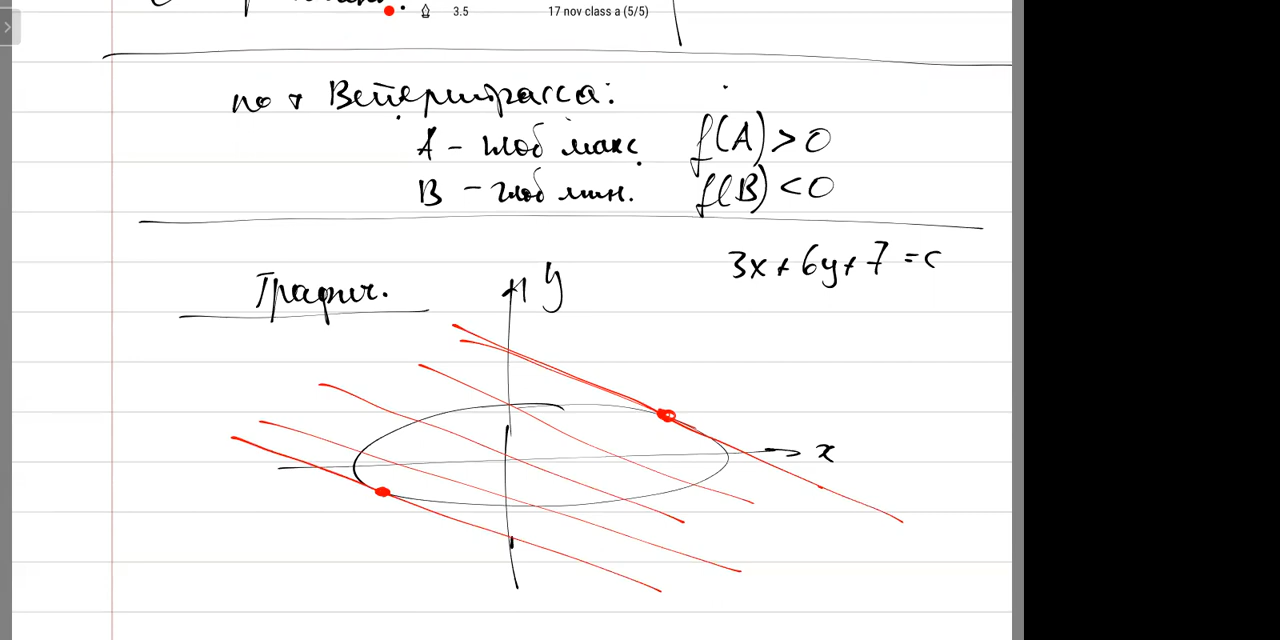 3.5 17 nov class a (5/5)
по т Вейерштрасса:
A - глоб макс. f(A) > 0
B - глоб мин. f(B) < 0
3x + 6y + 7 = c
Графич.
y
x